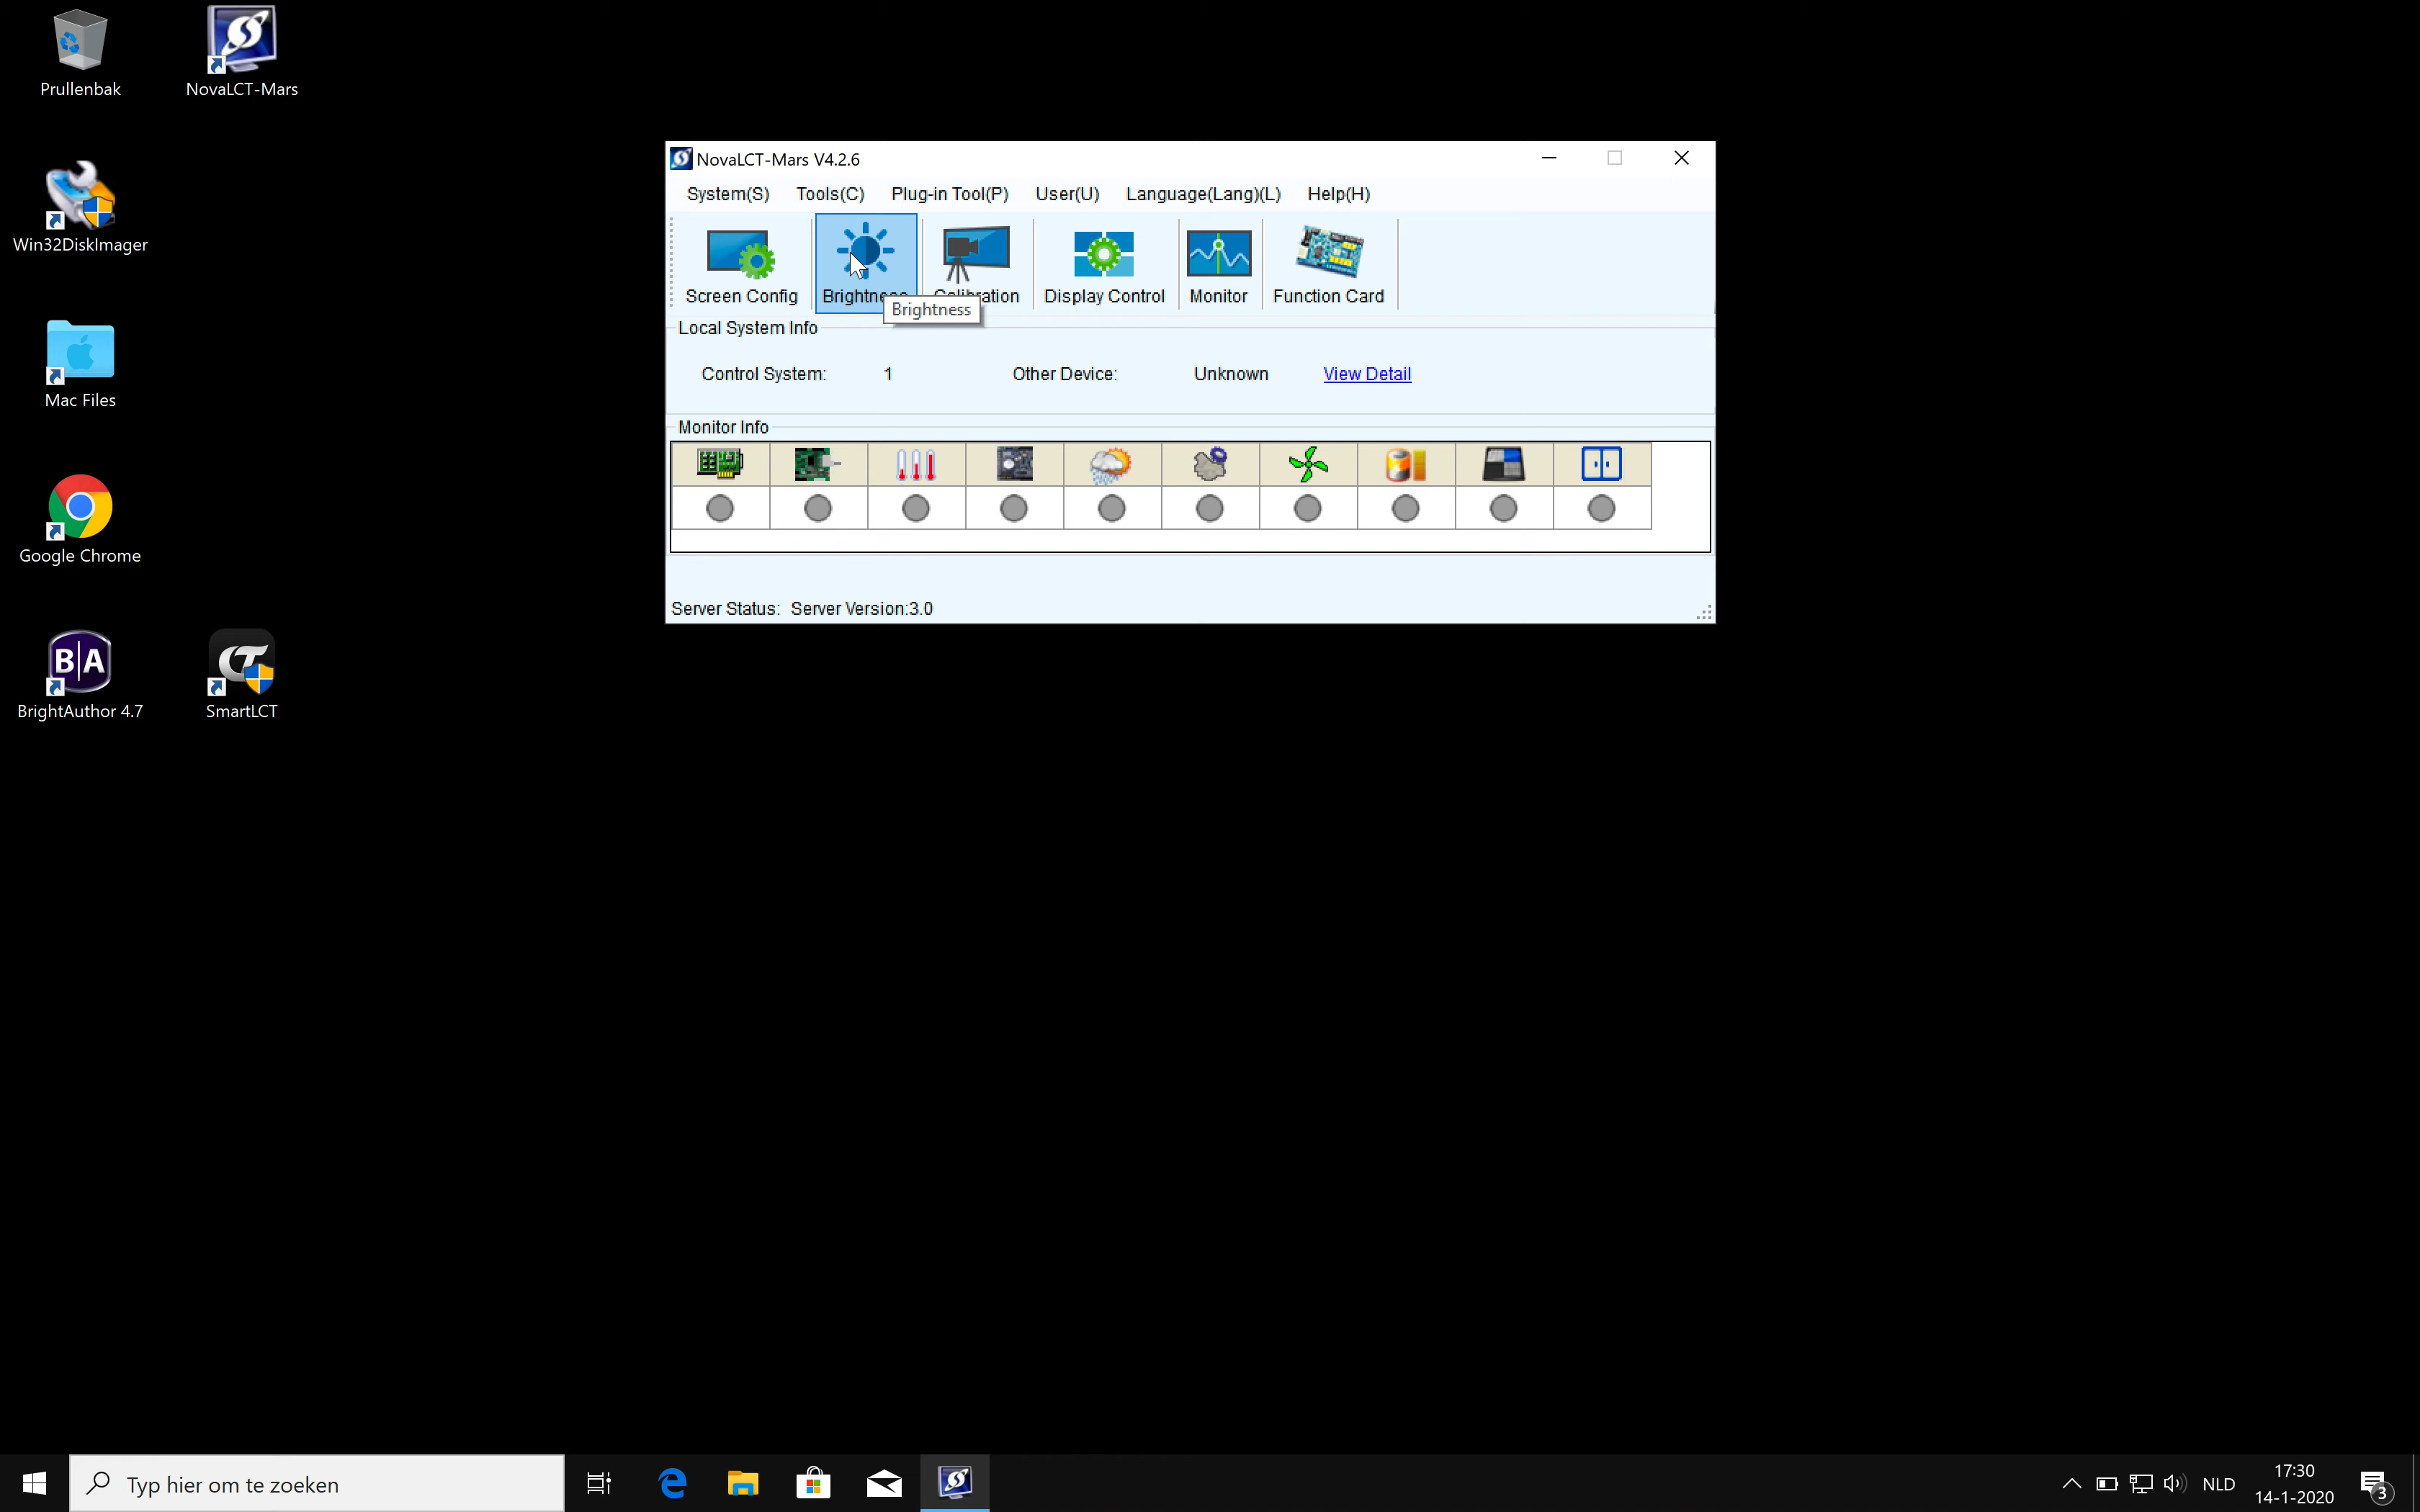 Prullenbak
NovaLCT-Mars
Win32DiskImager
Mac Files
Google Chrome
B|A
BrightAuthor 4.7
SmartLCT
NovaLCT-Mars V4.2.6
System(S) Tools(C) Plug-in Tool(P) User(U) Language(Lang)(L) Help(H)
Screen Config Brightness Calibration Display Control Monitor Function Card
Brightness
Local System Info
Control System: 1 Other Device: Unknown View Detail
Monitor Info
Server Status: Server Version:3.0
Typ hier om te zoeken
NLD
17:30
14-1-2020
3